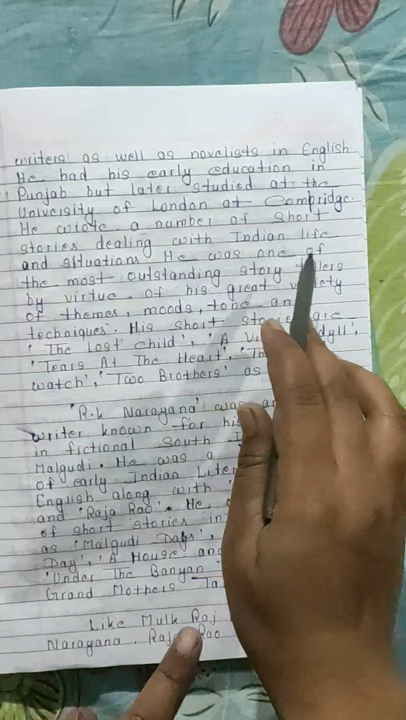 writers as well as novelists in English.
He had his early education in
Punjab but later studied at the
University of London at Cambridge.
He wrote a number of short
stories dealing with Indian life
and situations He was one of
the most outstanding story
by virtue of his great variety
of themes, moods, tone
techniques. His short
'The Lost Child', 'A
'Tears At The Heart',
watch', 'Two Brothers' as
'R.k Narayana' was
writer known for his
in fictional South
Malgudi. He was a
of early Indian
English along with
and 'Raja Rao'. He
of short stories in
as 'Malgudi Days',
Day', 'A House and
'Under The Banyan
Grand Mothers
Like Mulk Raj
Narayana, Raja Rao